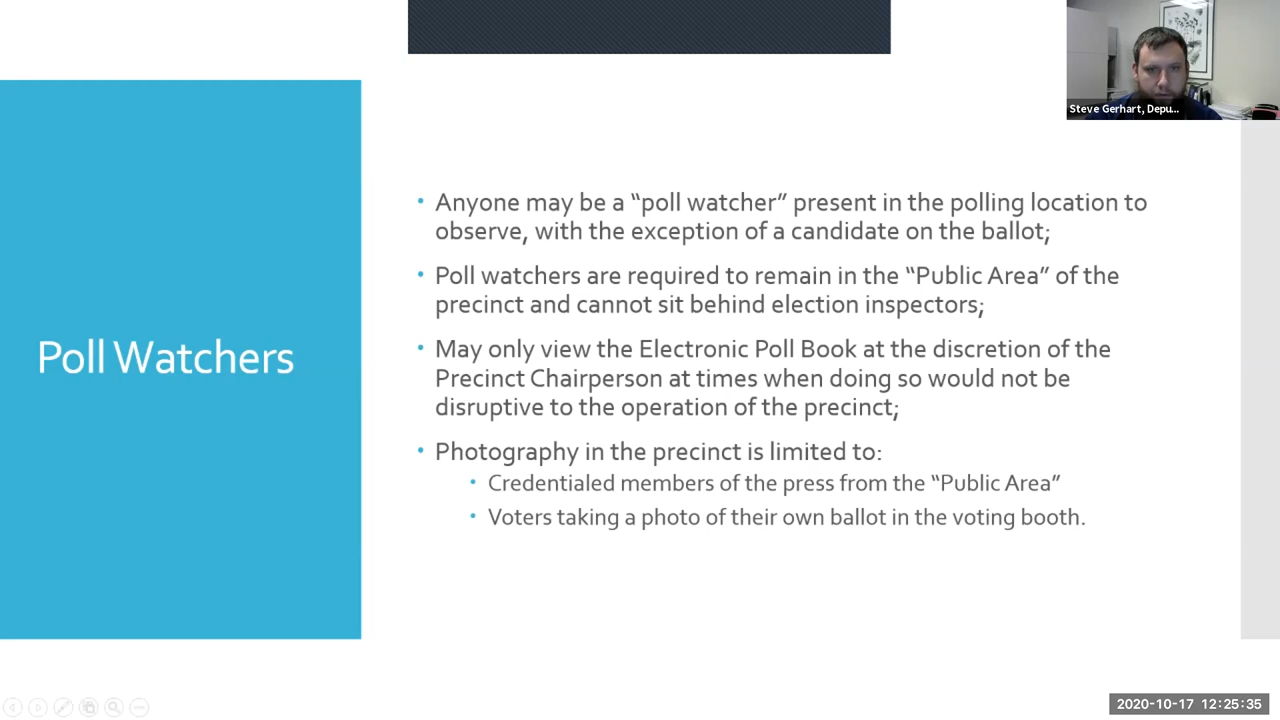 Steve Gerhart, Depu...
Poll Watchers
• Anyone may be a “poll watcher” present in the polling location to
observe, with the exception of a candidate on the ballot;
• Poll watchers are required to remain in the “Public Area” of the
precinct and cannot sit behind election inspectors;
• May only view the Electronic Poll Book at the discretion of the
Precinct Chairperson at times when doing so would not be
disruptive to the operation of the precinct;
• Photography in the precinct is limited to:
• Credentialed members of the press from the “Public Area”
• Voters taking a photo of their own ballot in the voting booth.
2020-10-17 12:25:35